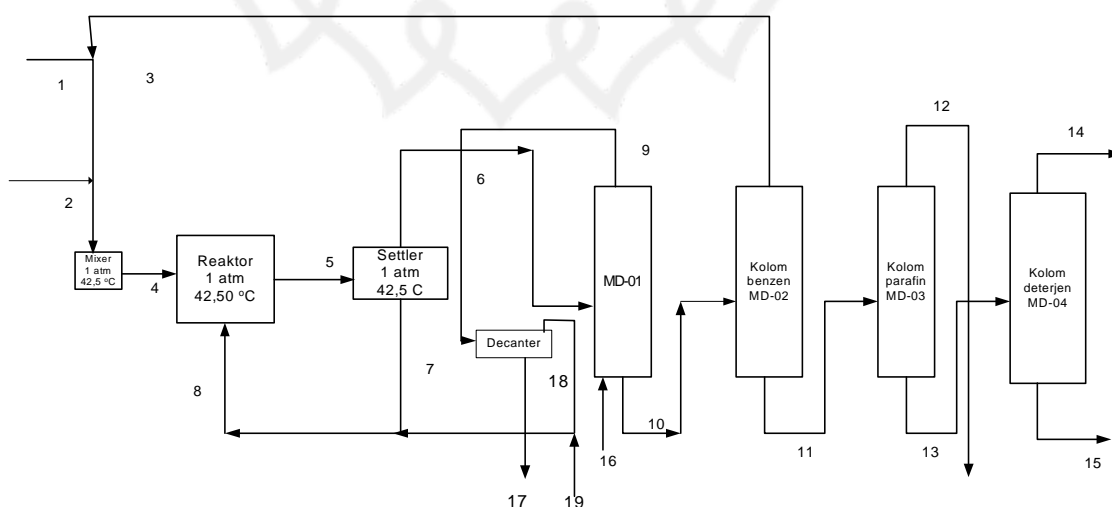 1
3
2
Mixer
1 atm
42,5 ºC
4
Reaktor
1 atm
42,50 ºC
5
Settler
1 atm
42,5 C
6
7
8
9
MD-01
Decanter
18
10
16
17
19
Kolom
benzen
MD-02
11
Kolom
parafin
MD-03
12
13
Kolom
deterjen
MD-04
14
15